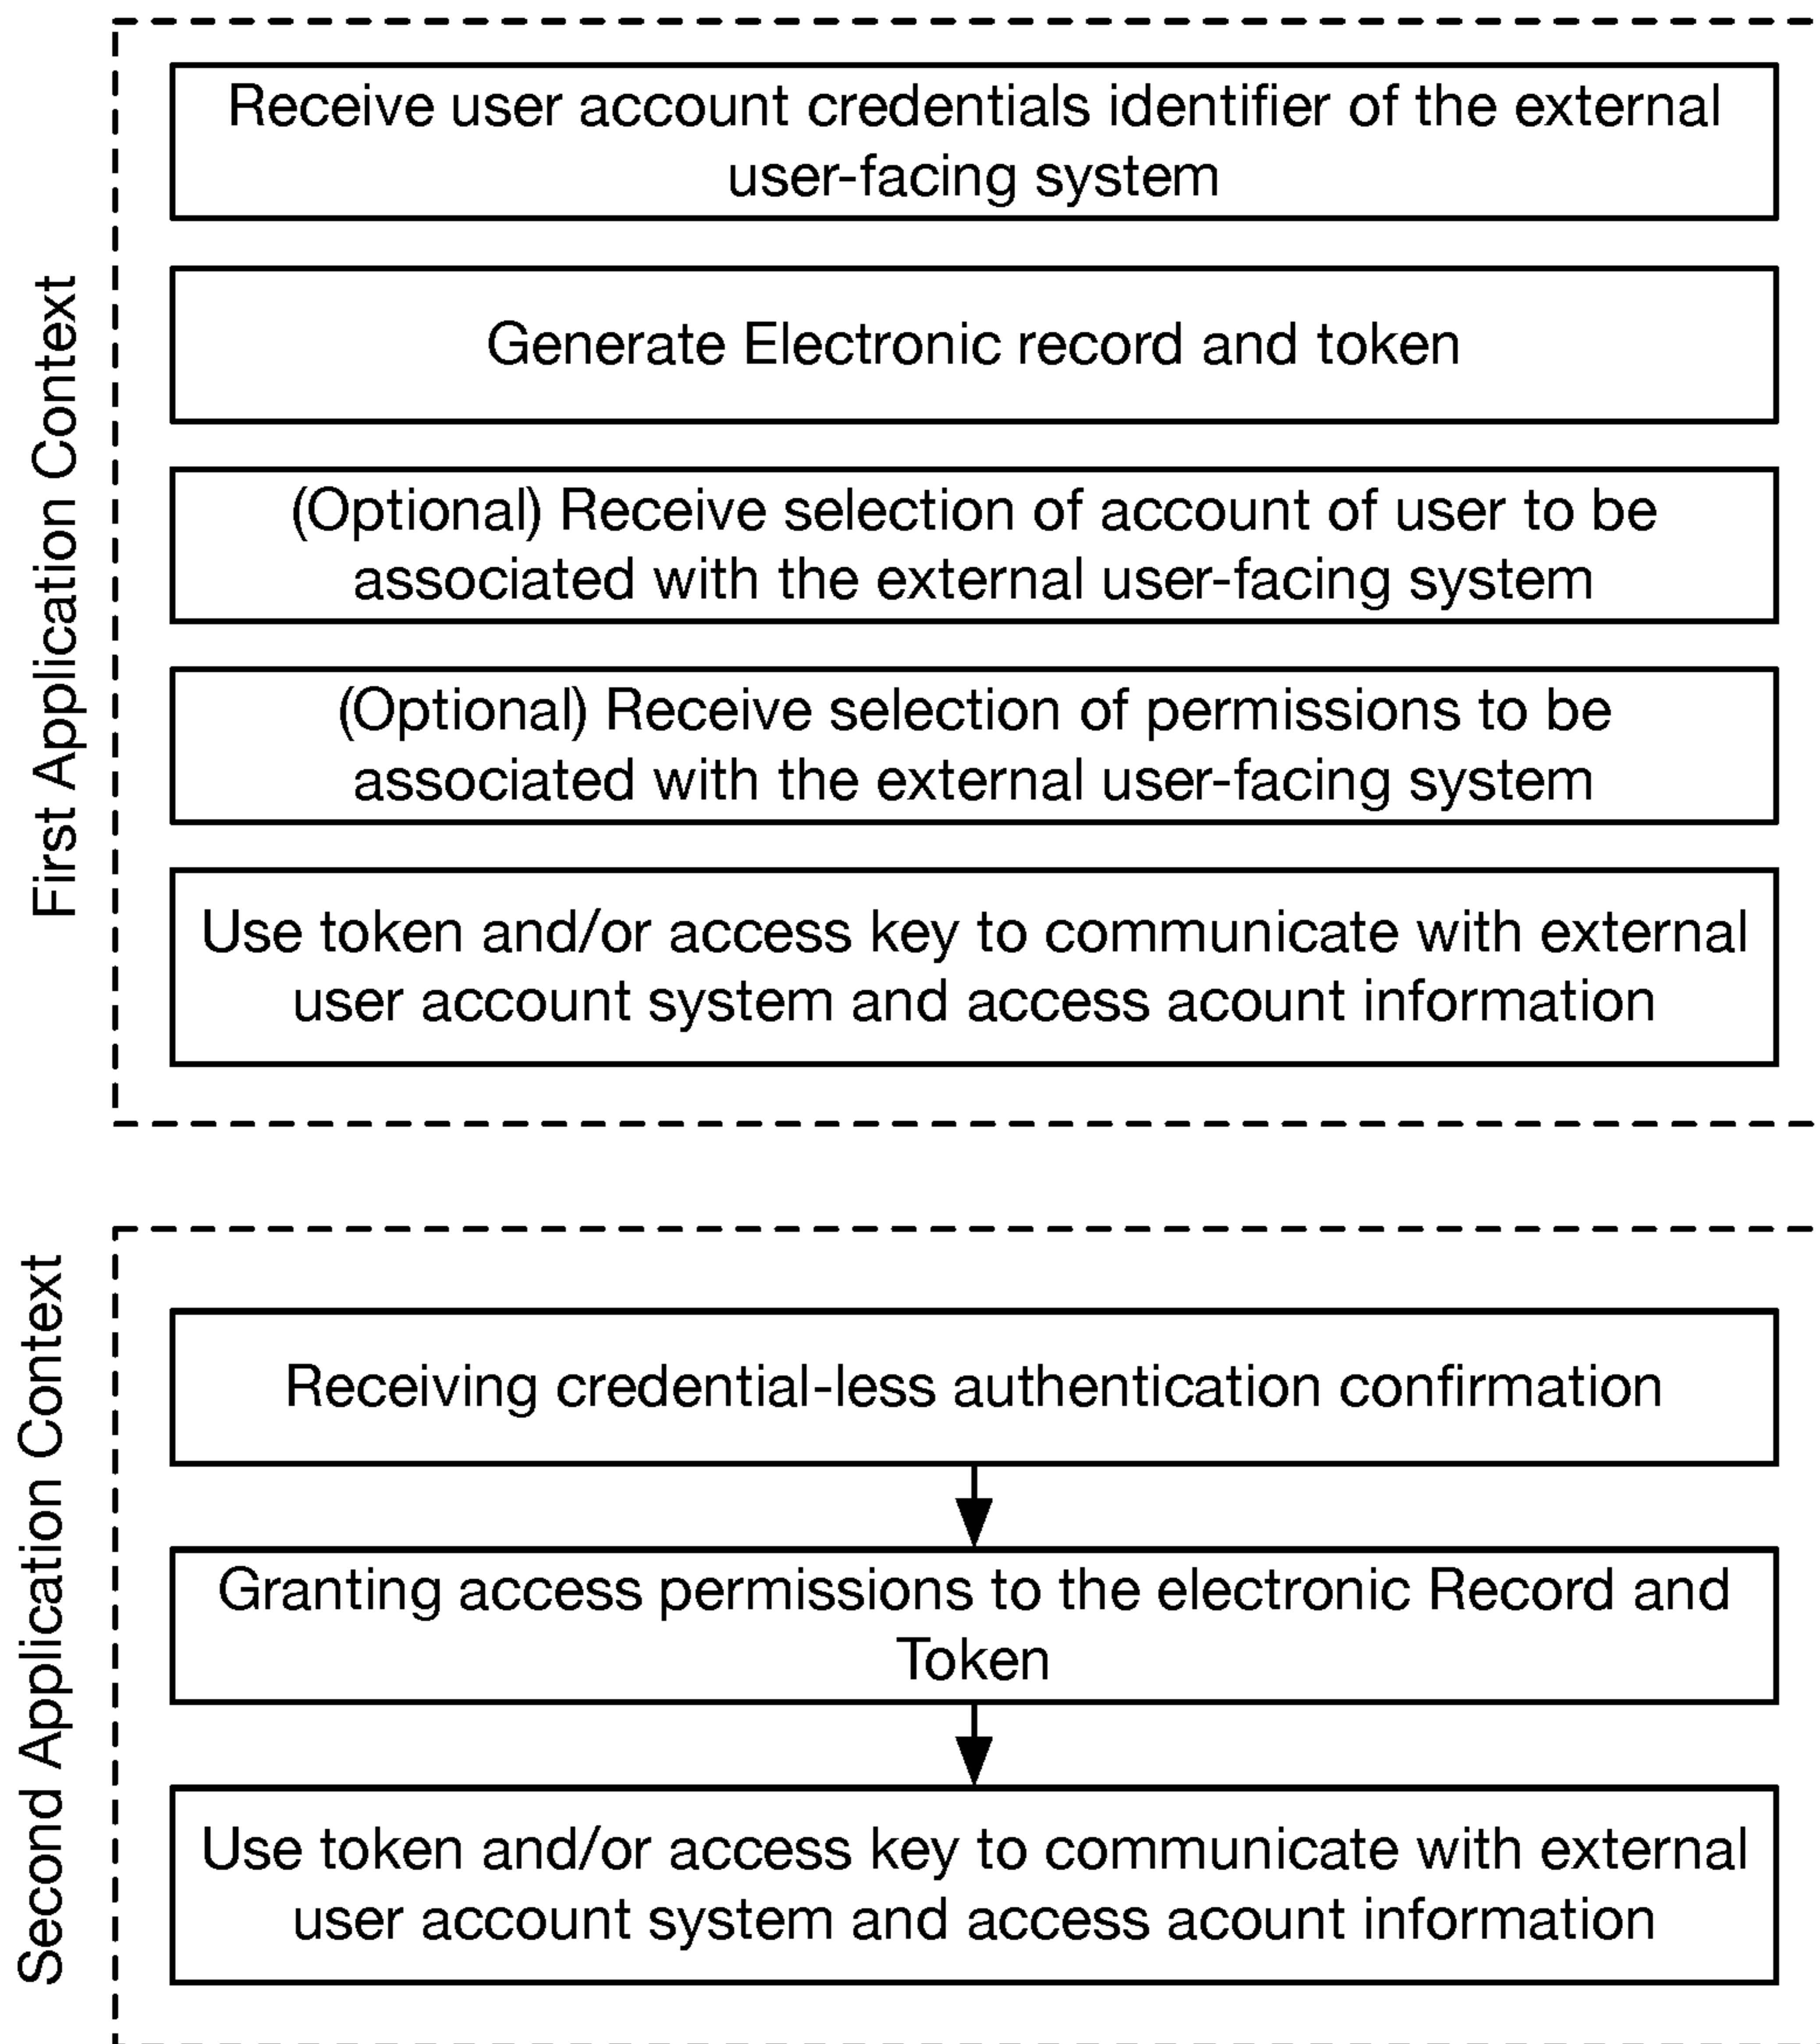 First Application Context
Receive user account credentials identifier of the external
user-facing system
Generate Electronic record and token
(Optional) Receive selection of account of user to be
associated with the external user-facing system
(Optional) Receive selection of permissions to be
associated with the external user-facing system
Use token and/or access key to communicate with external
user account system and access acount information
Second Application Context
Receiving credential-less authentication confirmation
Granting access permissions to the electronic Record and
Token
Use token and/or access key to communicate with external
user account system and access acount information